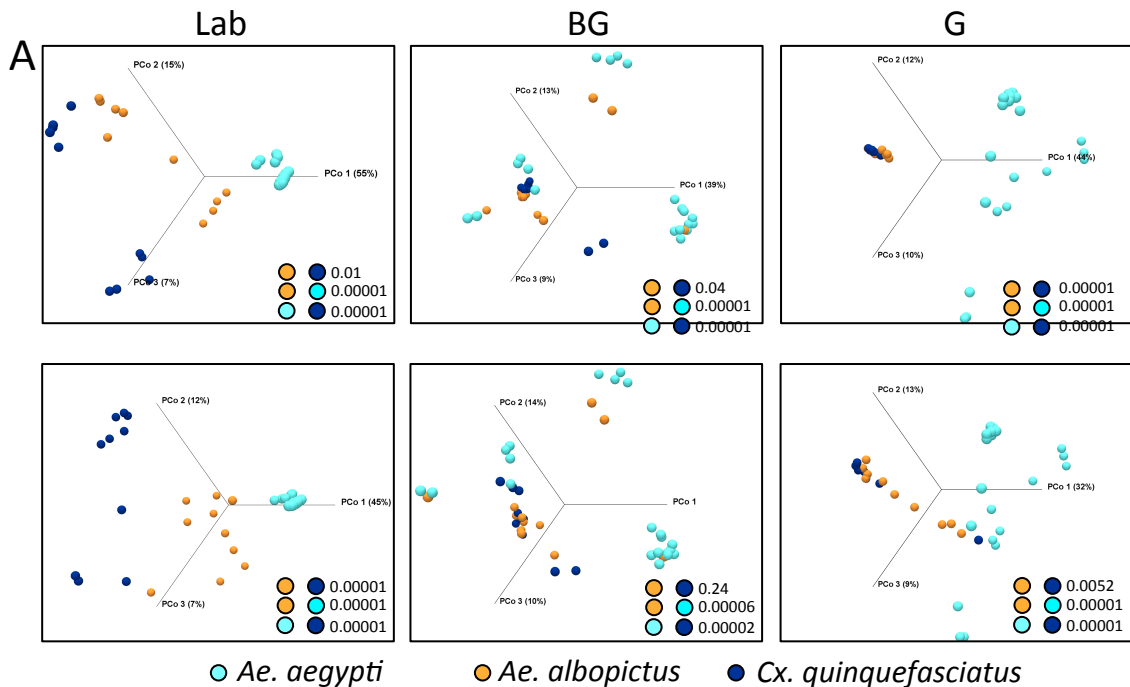 Lab BG G
A
PCo 2 (15%)
PCo 1 (55%)
PCo 3 (7%)
0.01
0.00001
0.00001
PCo 2 (13%)
PCo 1 (39%)
PCo 3 (9%)
0.04
0.00001
0.00001
PCo 2 (12%)
PCo 1 (44%)
PCo 3 (10%)
0.00001
0.00001
0.00001
PCo 2 (12%)
PCo 1 (45%)
PCo 3 (7%)
0.00001
0.00001
0.00001
PCo 2 (14%)
PCo 1
PCo 3 (10%)
0.24
0.00006
0.00002
PCo 2 (13%)
PCo 1 (32%)
PCo 3 (9%)
0.0052
0.00001
0.00001
Ae. aegypti Ae. albopictus Cx. quinquefasciatus